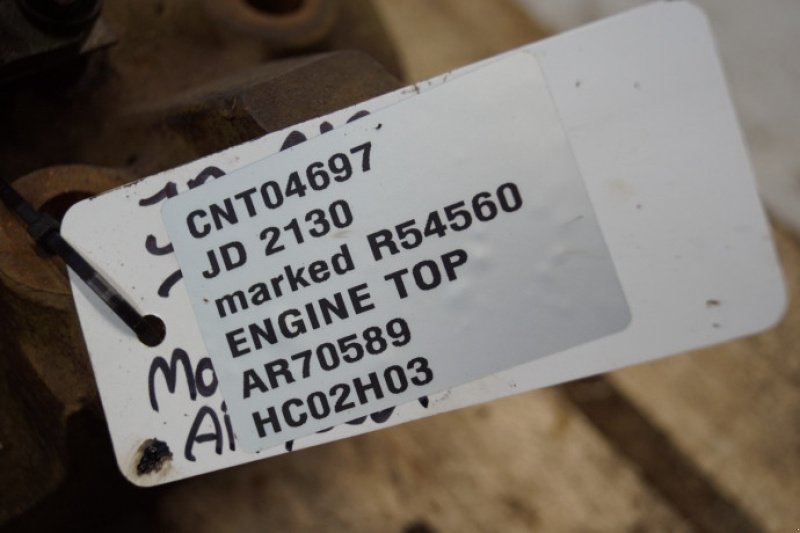 CNT04697
JD 2130
marked R54560
ENGINE TOP
AR70589
HC02H03